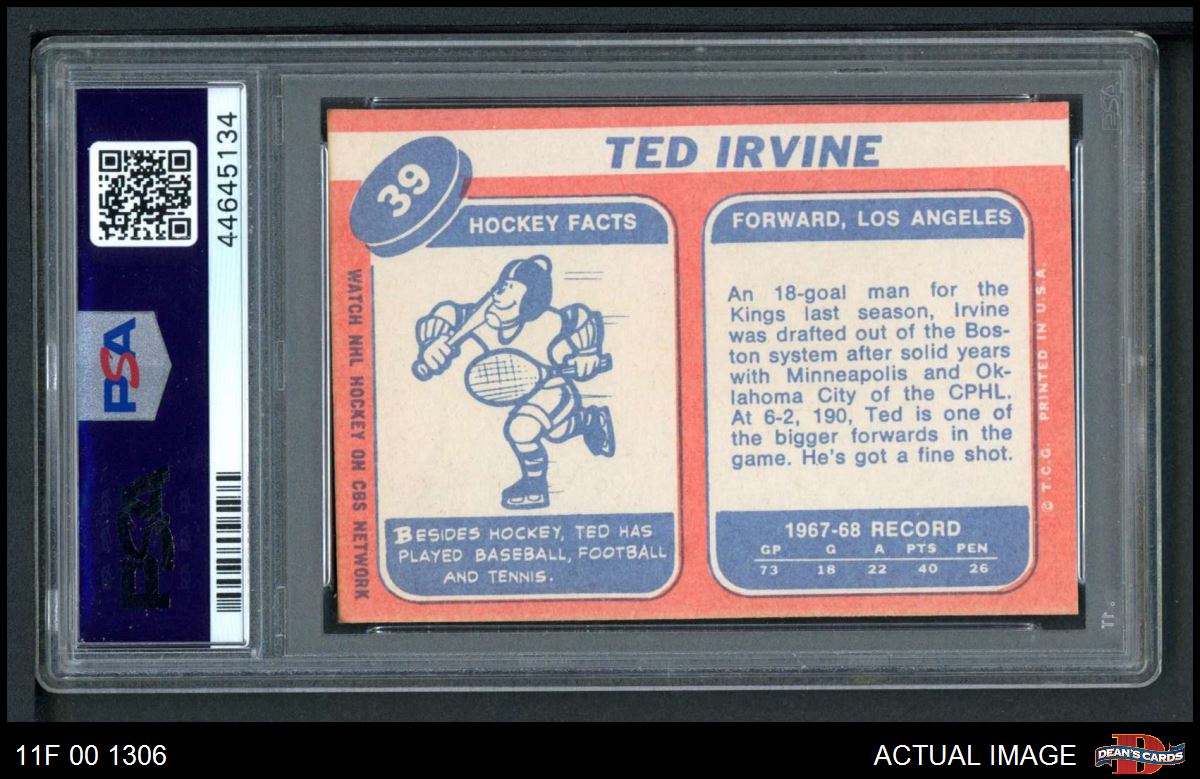 44645134
PSA
PSA
TED IRVINE
39
HOCKEY FACTS
WATCH NHL HOCKEY ON CBS NETWORK
BESIDES HOCKEY, TED HAS
PLAYED BASEBALL, FOOTBALL
AND TENNIS.
FORWARD, LOS ANGELES
An 18-goal man for the
Kings last season, Irvine
was drafted out of the Bos-
ton system after solid years
with Minneapolis and Ok-
lahoma City of the CPHL.
At 6-2, 190, Ted is one of
the bigger forwards in the
game. He's got a fine shot.
1967-68 RECORD
GP G A PTS PEN
73 18 22 40 26
© T.C.G. PRINTED IN U.S.A.
11F 00 1306
ACTUAL IMAGE
DEAN'S CARDS